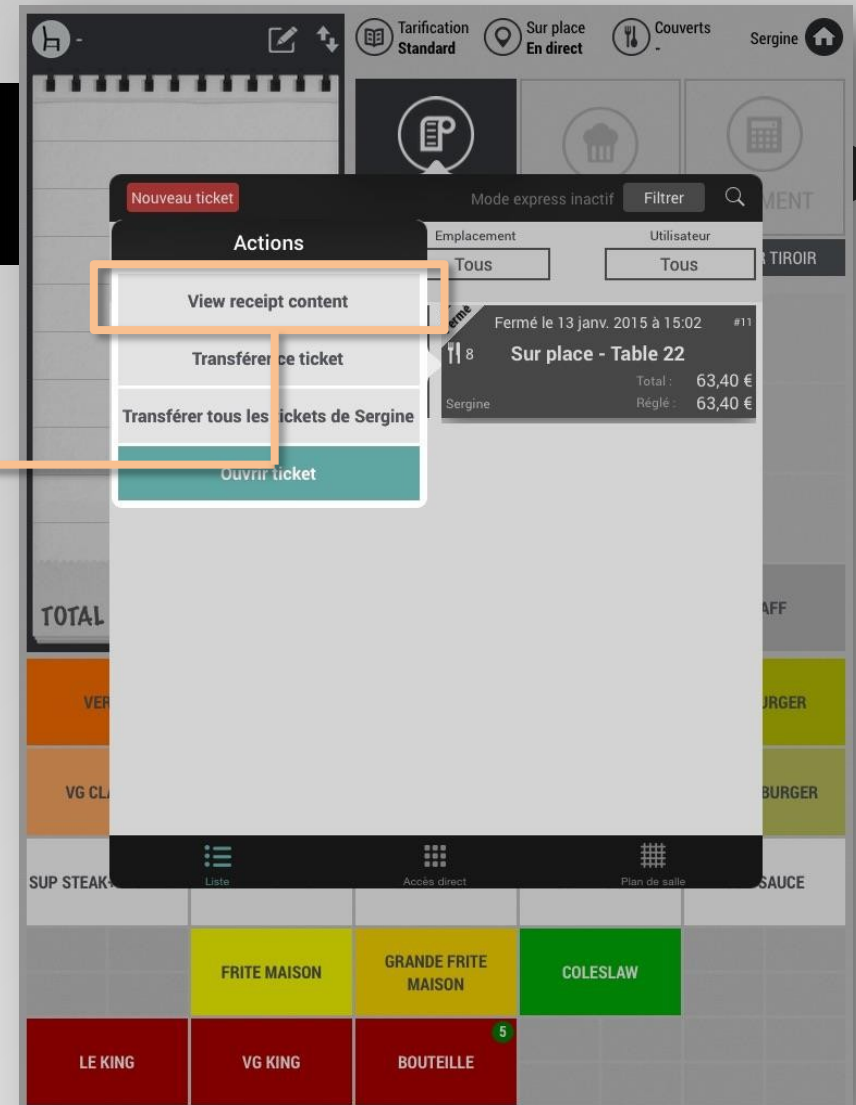 -
Tarification
Standard
Sur place
En direct
Couverts
-
Sergine
Nouveau ticket
Mode express inactif
Filtrer
MENT
Actions
Emplacement
Utilisateur
Tous
Tous
TIROIR
View receipt content
Transférer ce ticket
Transférer tous les tickets de Sergine
Ouvrir ticket
Fermé
Fermé le 13 janv. 2015 à 15:02
#11
8
Sur place - Table 22
Total :
63,40 €
Sergine
Réglé :
63,40 €
TOTAL
AFF
VER
URGER
VG CLA
BURGER
SUP STEAK
SAUCE
Liste
Accès direct
Plan de salle
FRITE MAISON
GRANDE FRITE
MAISON
COLESLAW
LE KING
VG KING
BOUTEILLE
5